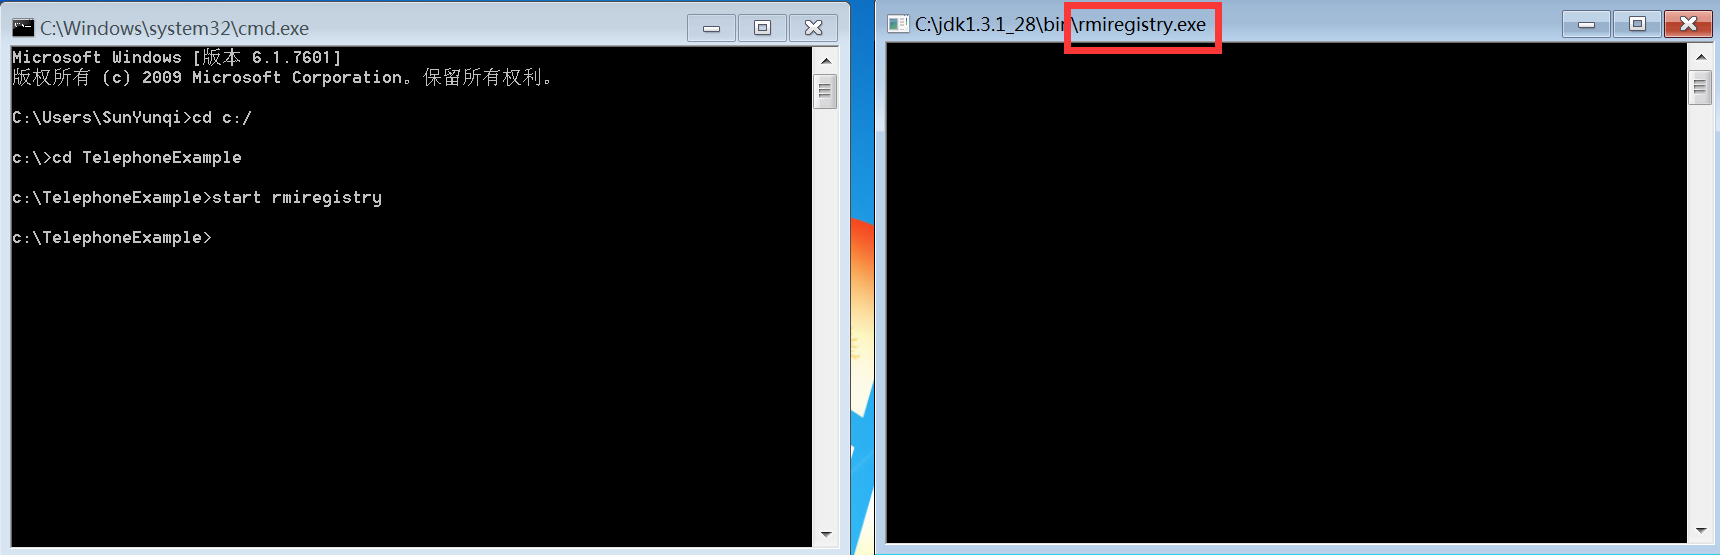 C:\Windows\system32\cmd.exe
Microsoft Windows [版本 6.1.7601]
版权所有 (c) 2009 Microsoft Corporation。保留所有权利。
C:\Users\SunYunqi>cd c:/
c:\>cd TelephoneExample
c:\TelephoneExample>start rmiregistry
c:\TelephoneExample>
C:\jdk1.3.1_28\bin\rmiregistry.exe